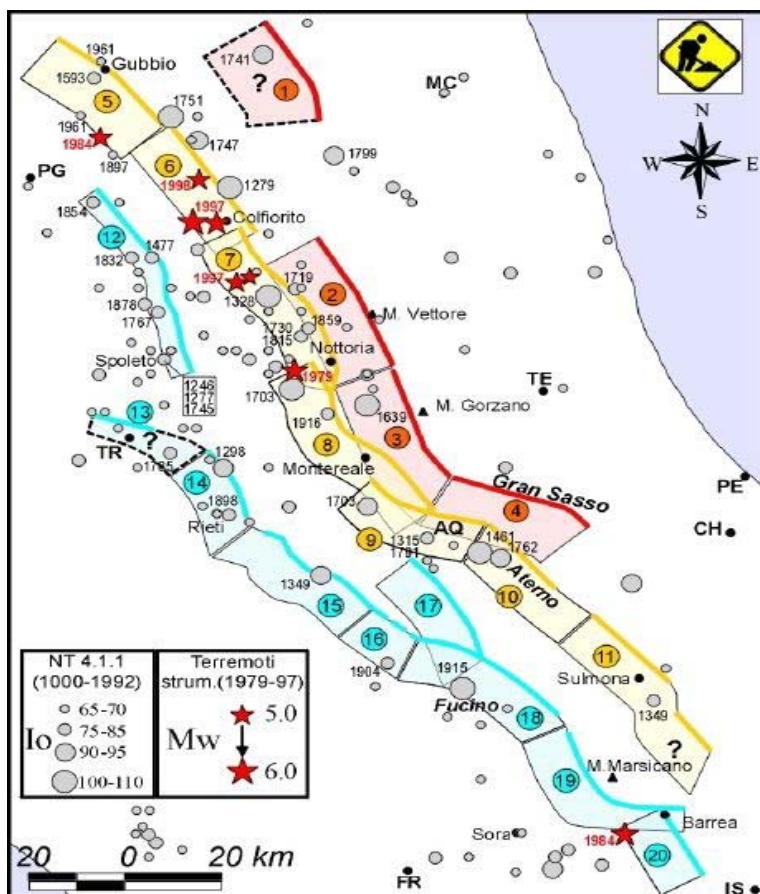 1961
Gubbio
1593
5
1961
1984
1897
PG
1741
?
1
MC
N
W
E
S
1751
1747
6
1998
1279
1799
1997
Colfiorito
1854
12
1477
1832
1878
1767
Spoleto
1246
1277
1745
7
1997
1328
1719
2
M. Vettore
1730
1859
1815
Nottoria
1979
1703
1639
M. Gorzano
TE
1916
8
3
Montereale
13
?
TR
1785
1298
14
1898
Rieti
Gran Sasso
4
PE
CH
1703
9
AQ
1315
1461
1762
1791
Aterno
10
1349
15
17
16
1904
1915
Fucino
18
11
Sulmona
1349
?
19
M.Marsicano
Barrea
Sora
1984
20
FR
IS
NT 4.1.1
(1000-1992)
Io
65-70
75-85
90-95
100-110
Terremoti
strum.(1979-97)
Mw
5.0
6.0
20 0 20 km